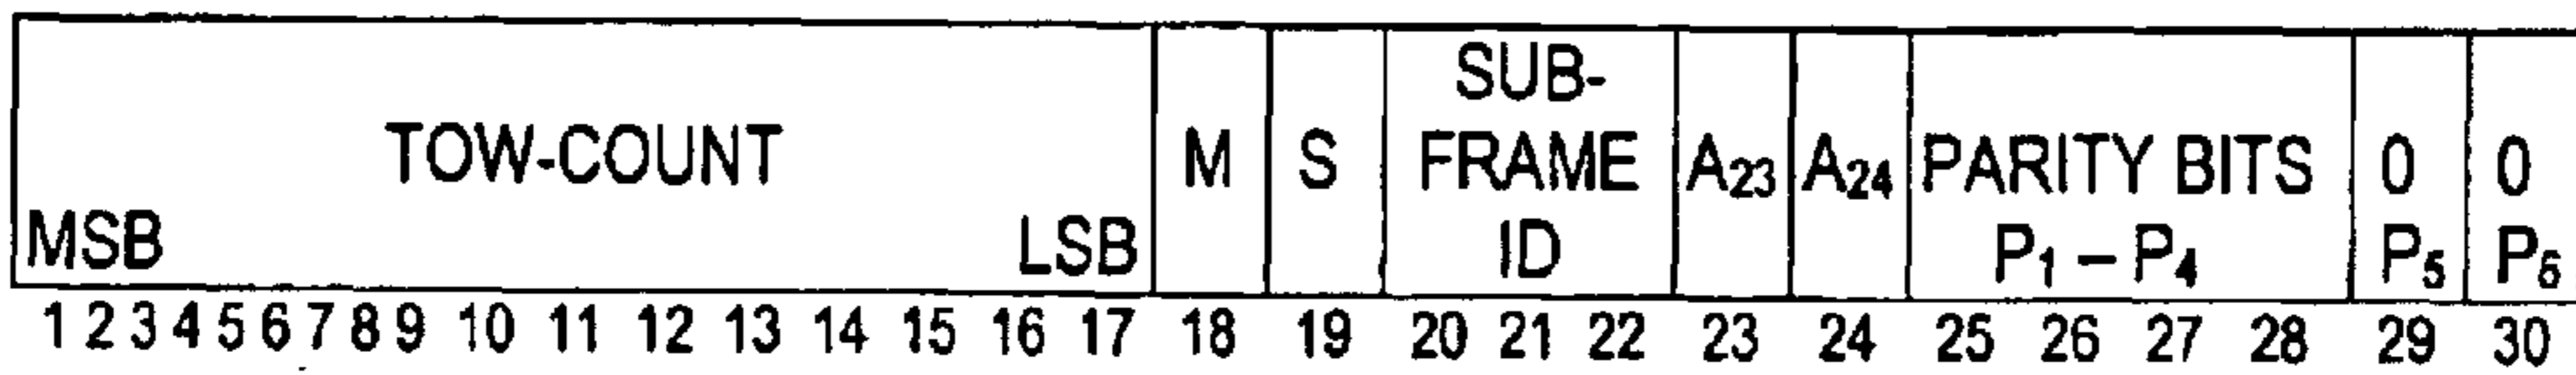 SUB-
TOW-COUNT M S FRAME A23 A24 PARITY BITS 0 0
MSB LSB ID P1 – P4 P5 P6
1 2 3 4 5 6 7 8 9 10 11 12 13 14 15 16 17 18 19 20 21 22 23 24 25 26 27 28 29 30